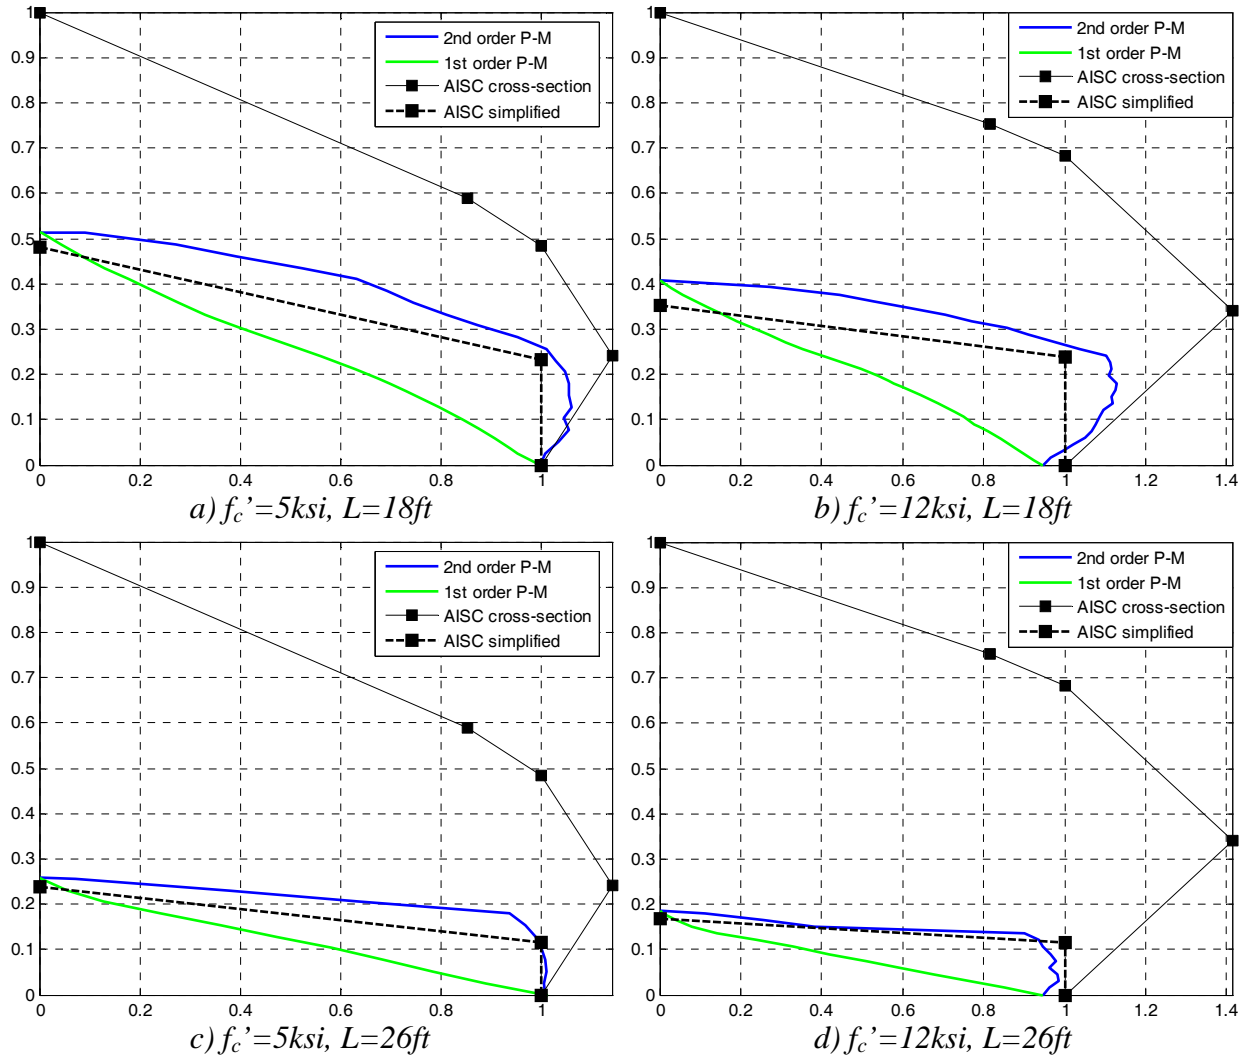 1
0.9
0.8
0.7
0.6
0.5
0.4
0.3
0.2
0.1
0
0 0.2 0.4 0.6 0.8 1
2nd order P-M
1st order P-M
AISC cross-section
AISC simplified
a) fc’=5ksi, L=18ft
1
0.9
0.8
0.7
0.6
0.5
0.4
0.3
0.2
0.1
0
0 0.2 0.4 0.6 0.8 1 1.2 1.4
2nd order P-M
1st order P-M
AISC cross-section
AISC simplified
b) fc’=12ksi, L=18ft
1
0.9
0.8
0.7
0.6
0.5
0.4
0.3
0.2
0.1
0
0 0.2 0.4 0.6 0.8 1
2nd order P-M
1st order P-M
AISC cross-section
AISC simplified
c) fc’=5ksi, L=26ft
1
0.9
0.8
0.7
0.6
0.5
0.4
0.3
0.2
0.1
0
0 0.2 0.4 0.6 0.8 1 1.2 1.4
2nd order P-M
1st order P-M
AISC cross-section
AISC simplified
d) fc’=12ksi, L=26ft